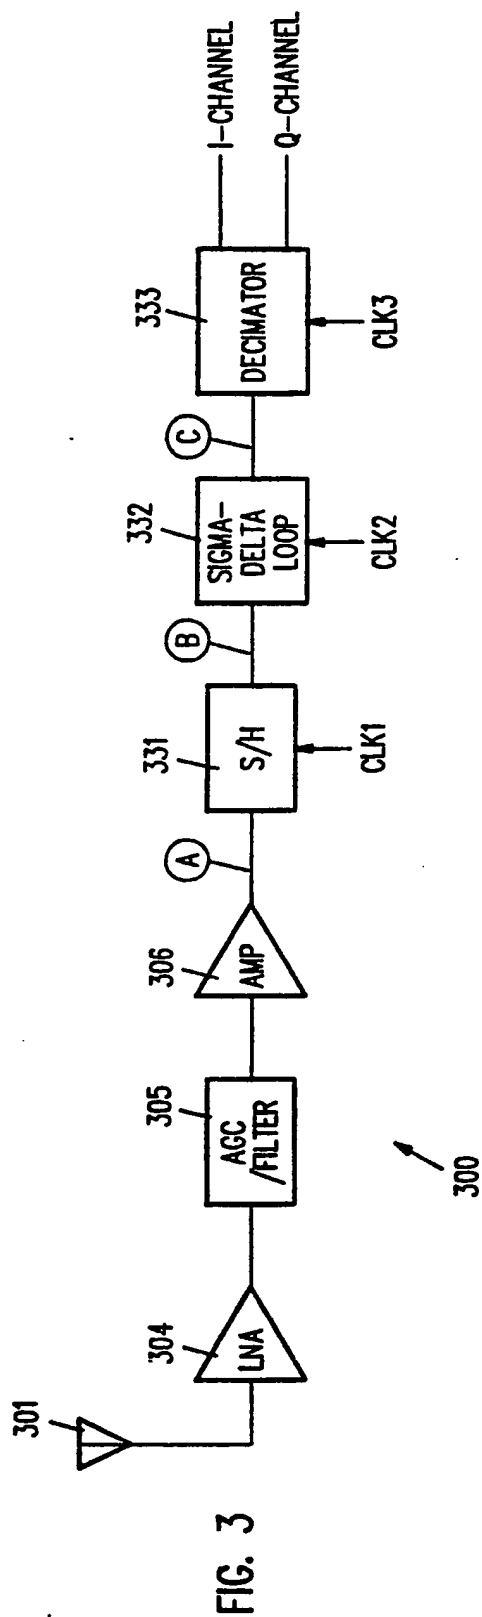 301
304
LNA
305
AGC
/FILTER
306
AMP
A
331
S/H
CLK1
B
332
SIGMA-
DELTA
LOOP
CLK2
C
333
DECIMATOR
CLK3
I-CHANNEL
Q-CHANNEL
300
FIG. 3